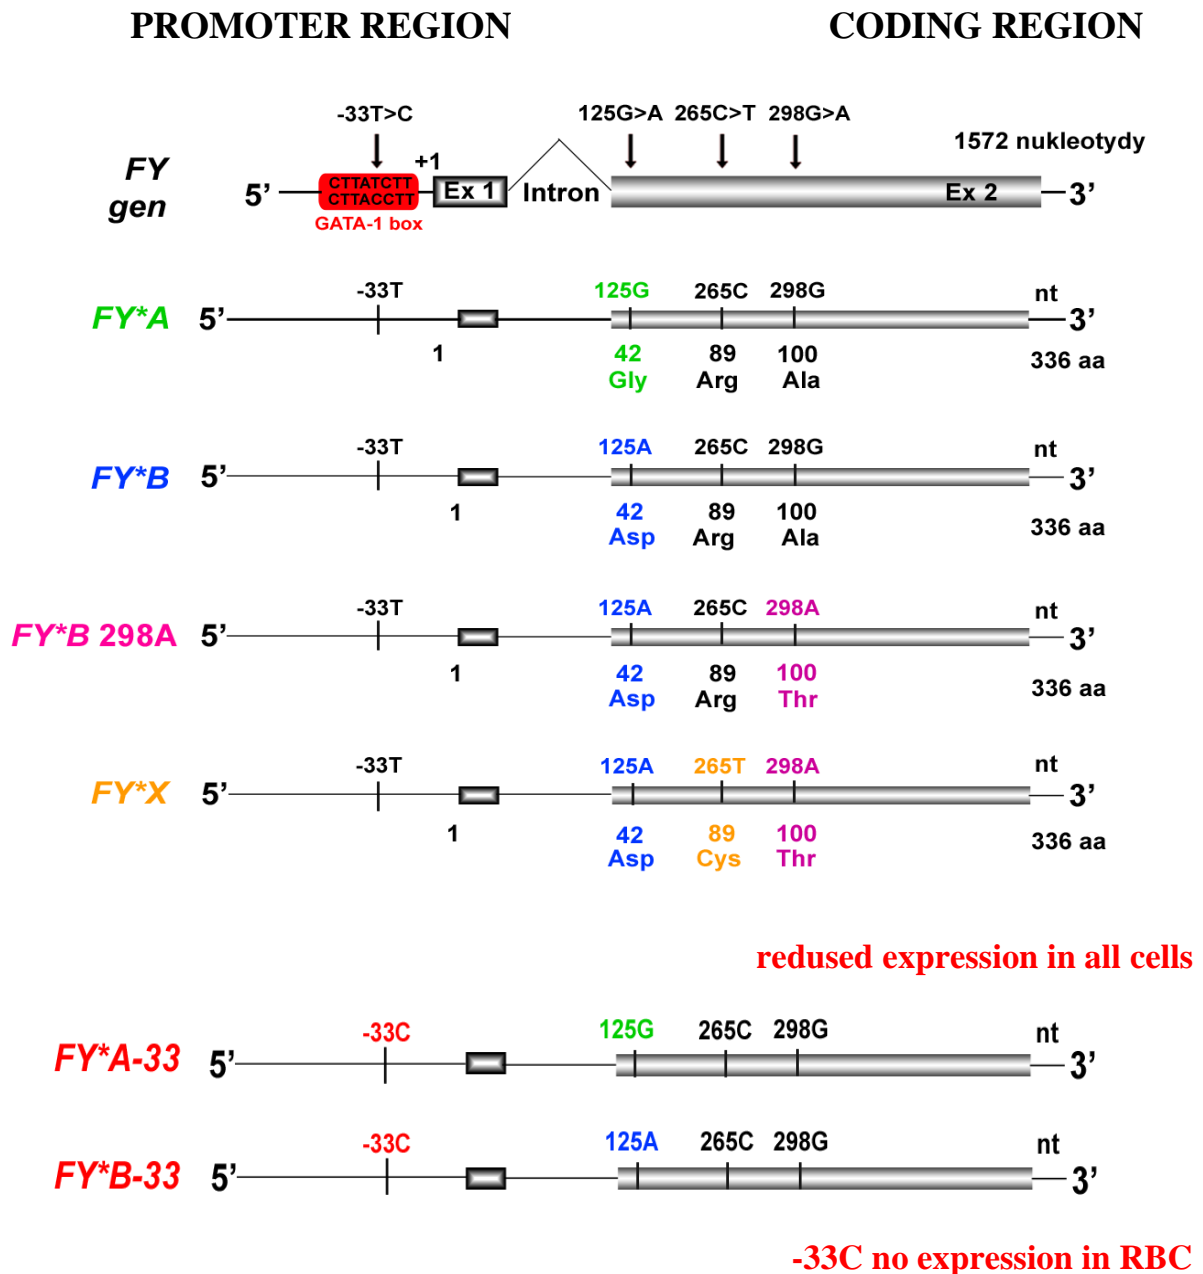 PROMOTER REGION CODING REGION
-33T>C 125G>A 265C>T 298G>A
1572 nukleotydy
+1
FY
gen
5’ CTTATCTT Ex 1 Intron Ex 2 3’
CTTACCTT
GATA-1 box
-33T 125G 265C 298G nt
FY*A 5’ 3’
1 42 89 100 336 aa
Gly Arg Ala
-33T 125A 265C 298G nt
FY*B 5’ 3’
1 42 89 100 336 aa
Asp Arg Ala
-33T 125A 265C 298A nt
FY*B 298A 5’ 3’
1 42 89 100 336 aa
Asp Arg Thr
-33T 125A 265T 298A nt
FY*X 5’ 3’
1 42 89 100 336 aa
Asp Cys Thr
redused expression in all cells
-33C 125G 265C 298G nt
FY*A-33 5’ 3’
-33C 125A 265C 298G nt
FY*B-33 5’ 3’
-33C no expression in RBC